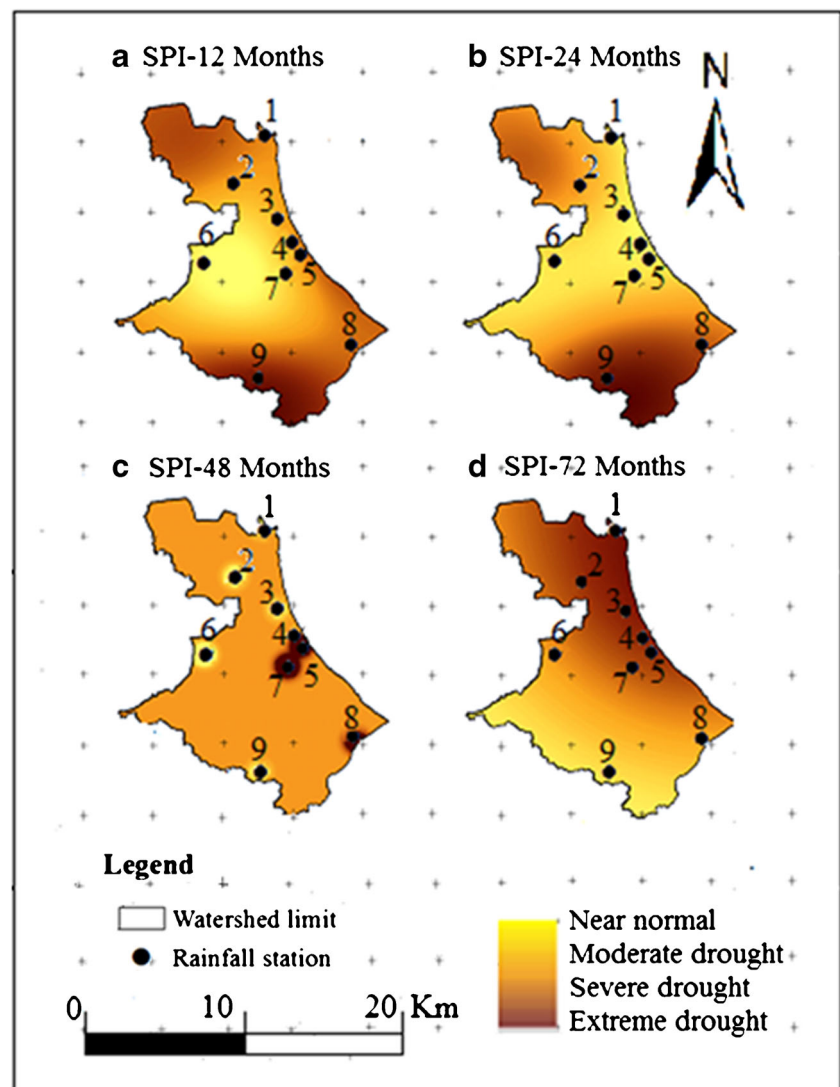 a SPI-12 Months
b SPI-24 Months
N
1
2
3
6
4
5
7
8
9
1
2
3
6
4
5
7
8
9
c SPI-48 Months
d SPI-72 Months
1
2
3
6
4
5
7
8
9
1
2
3
6
4
5
7
8
9
Legend
Watershed limit
Rainfall station
0 10 20 Km
Near normal
Moderate drought
Severe drought
Extreme drought